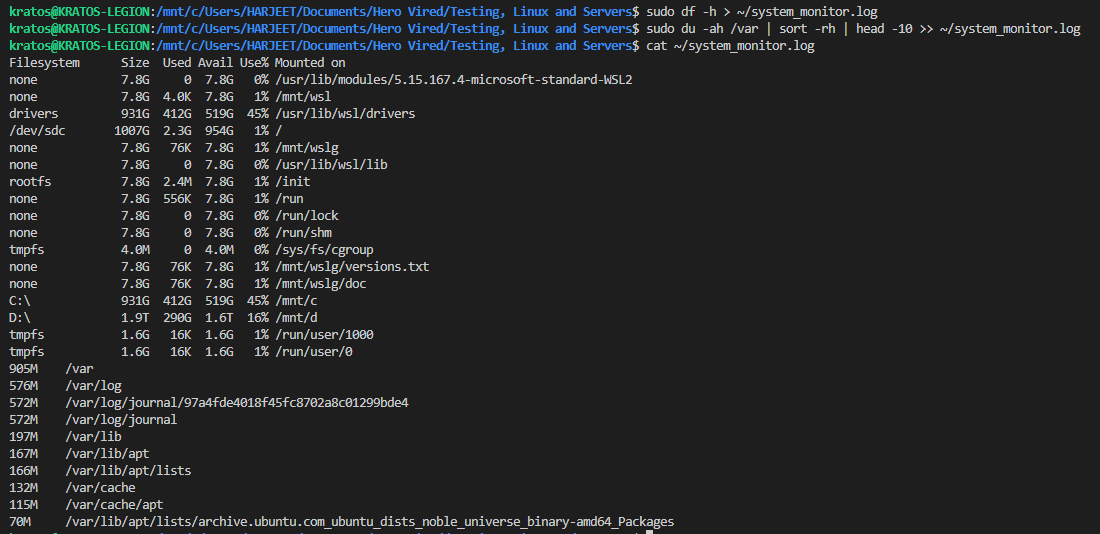 kratos@KRATOS-LEGION:/mnt/c/Users/HARJEET/Documents/Hero Vired/Testing, Linux and Servers$ sudo df -h > ~/system_monitor.log
kratos@KRATOS-LEGION:/mnt/c/Users/HARJEET/Documents/Hero Vired/Testing, Linux and Servers$ sudo du -ah /var | sort -rh | head -10 >> ~/system_monitor.log
kratos@KRATOS-LEGION:/mnt/c/Users/HARJEET/Documents/Hero Vired/Testing, Linux and Servers$ cat ~/system_monitor.log
Filesystem      Size  Used Avail Use% Mounted on
none            7.8G     0  7.8G   0% /usr/lib/modules/5.15.167.4-microsoft-standard-WSL2
none            7.8G  4.0K  7.8G   1% /mnt/wsl
drivers         931G  412G  519G  45% /usr/lib/wsl/drivers
/dev/sdc       1007G  2.3G  954G   1% /
none            7.8G   76K  7.8G   1% /mnt/wslg
none            7.8G     0  7.8G   0% /usr/lib/wsl/lib
rootfs          7.8G  2.4M  7.8G   1% /init
none            7.8G  556K  7.8G   1% /run
none            7.8G     0  7.8G   0% /run/lock
none            7.8G     0  7.8G   0% /run/shm
tmpfs           4.0M     0  4.0M   0% /sys/fs/cgroup
none            7.8G   76K  7.8G   1% /mnt/wslg/versions.txt
none            7.8G   76K  7.8G   1% /mnt/wslg/doc
C:\             931G  412G  519G  45% /mnt/c
D:\             1.9T  290G  1.6T  16% /mnt/d
tmpfs           1.6G   16K  1.6G   1% /run/user/1000
tmpfs           1.6G   16K  1.6G   1% /run/user/0
905M    /var
576M    /var/log
572M    /var/log/journal/97a4fde4018f45fc8702a8c01299bde4
572M    /var/log/journal
197M    /var/lib
167M    /var/lib/apt
166M    /var/lib/apt/lists
132M    /var/cache
115M    /var/cache/apt
70M     /var/lib/apt/lists/archive.ubuntu.com_ubuntu_dists_noble_universe_binary-amd64_Packages